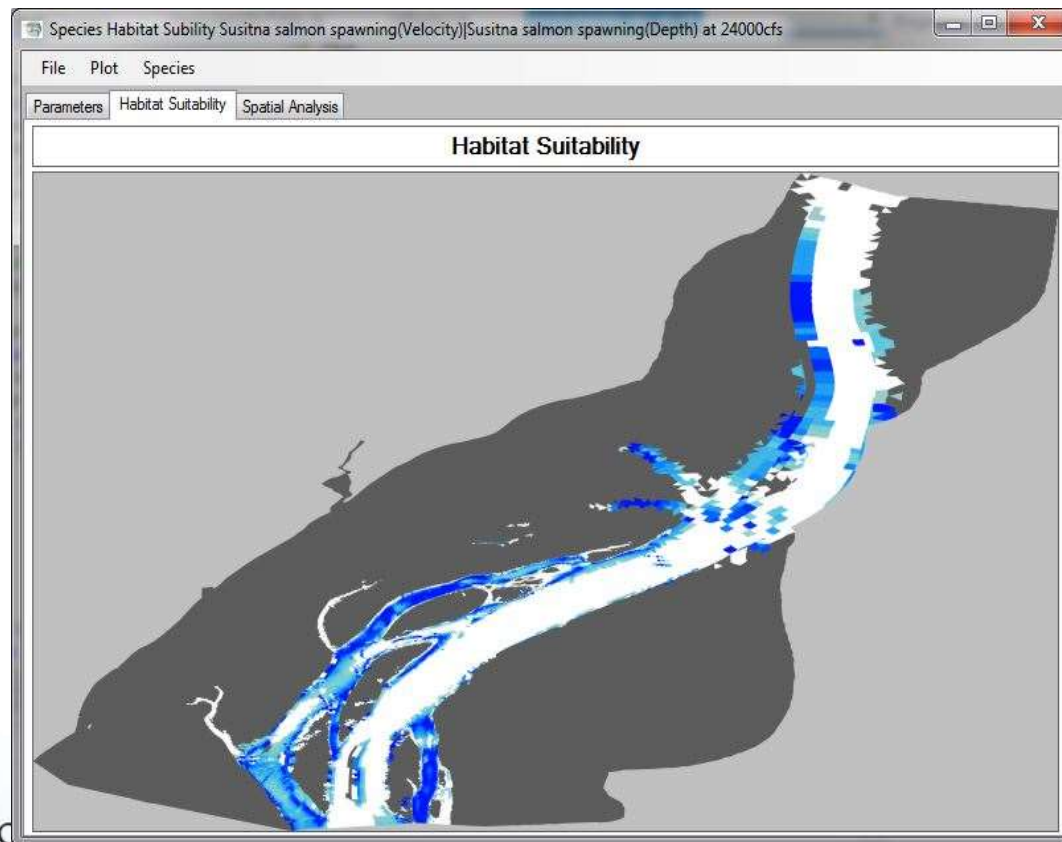 Species Habitat Subility Susitna salmon spawning(Velocity)|Susitna salmon spawning(Depth) at 24000cfs
File Plot Species
Parameters Habitat Suitability Spatial Analysis
Habitat Suitability